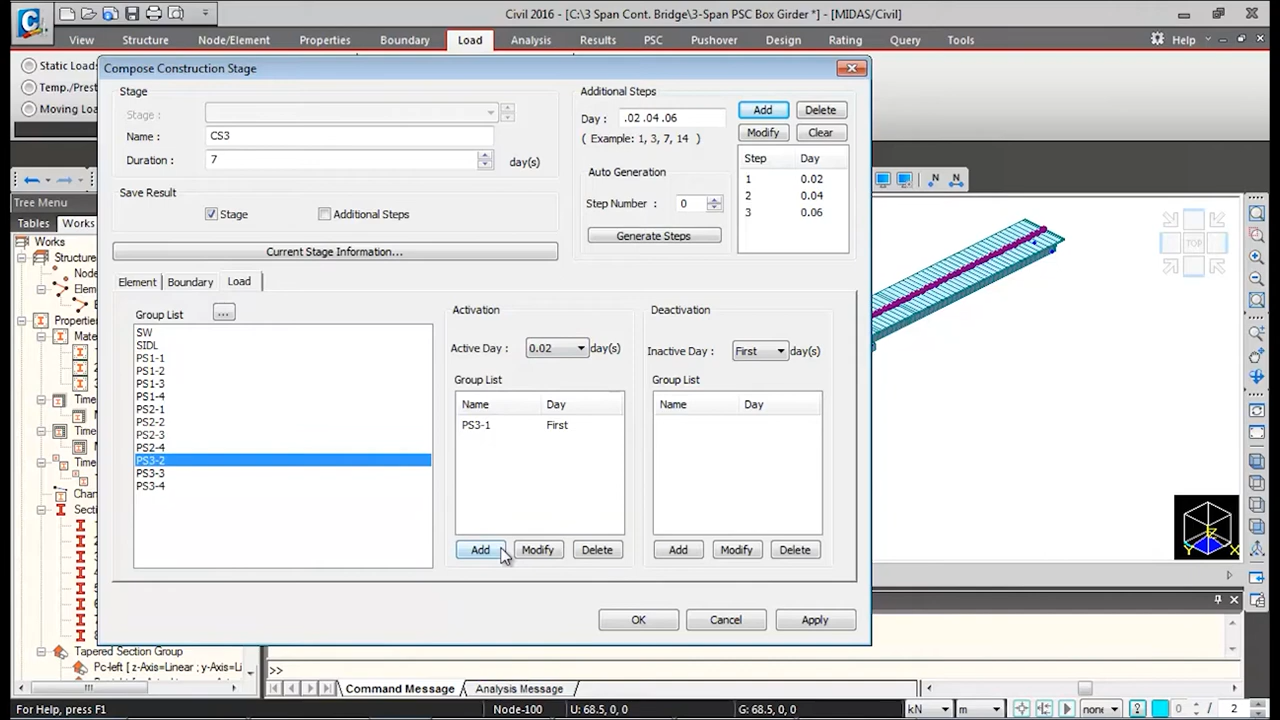 Civil 2016 - [C:\3 Span Cont. Bridge\3-Span PSC Box Girder *] - [MIDAS/Civil]
View Structure Node/Element Properties Boundary Load Analysis Results PSC Pushover Design Rating Query Tools Help
Static Load
Temp./Prest
Moving Load
Compose Construction Stage
Stage
Stage :
Name : CS3
Duration : 7 day(s)
Save Result
Stage Additional Steps
Current Stage Information...
Additional Steps
Day : .02 .04 .06
( Example: 1, 3, 7, 14 )
Auto Generation
Step Number : 0
Generate Steps
Add Delete
Modify Clear
Step Day
1 0.02
2 0.04
3 0.06
Element Boundary Load
Group List ...
SW
SIDL
PS1-1
PS1-2
PS1-3
PS1-4
PS2-1
PS2-2
PS2-3
PS2-4
PS3-2
PS3-3
PS3-4
Activation
Active Day : 0.02 day(s)
Group List
Name Day
PS3-1 First
Add Modify Delete
Deactivation
Inactive Day : First day(s)
Group List
Name Day
Add Modify Delete
OK Cancel Apply
Tree Menu
Tables Works
Works
Structure
Node
Eleme
Properties
Mate
Time
Time
Time
Chan
Secti
Tapered Section Group
Pc-left [ z-Axis=Linear ; y-Axis=Li
TOP
N N
Y X
>>
Command Message Analysis Message
For Help, press F1 Node-100 U: 68.5, 0, 0 G: 68.5, 0, 0 kN m none ? 0 / 2